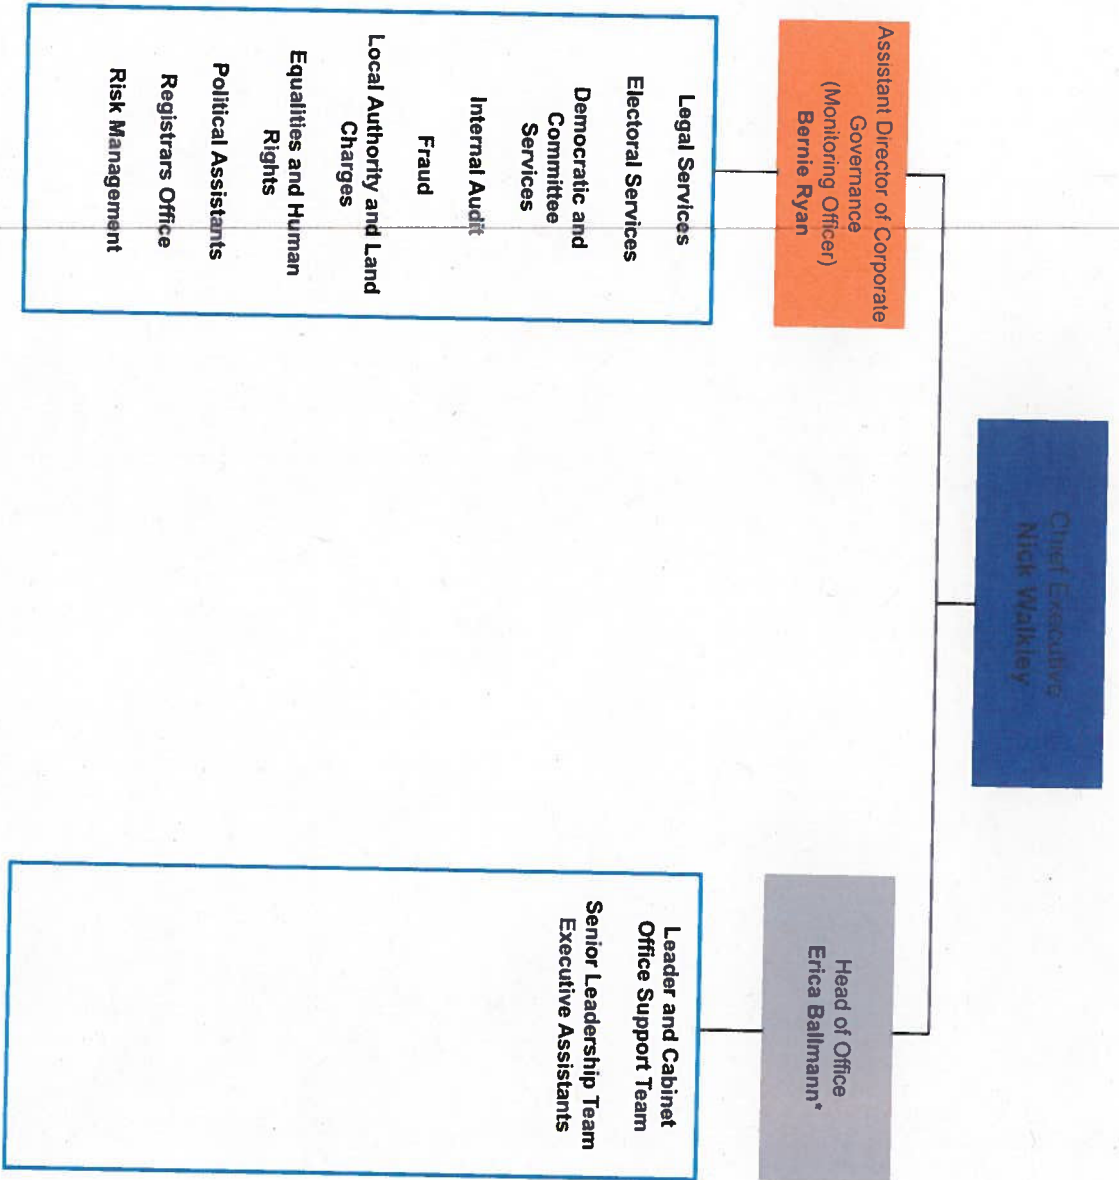 Chief Executive
Nick Walkley
Assistant Director of Corporate
Governance
(Monitoring Officer)
Bernie Ryan
Legal Services
Electoral Services
Democratic and
Committee
Services
Internal Audit
Fraud
Local Authority and Land
Charges
Equalities and Human
Rights
Political Assistants
Registrars Office
Risk Management
Head of Office
Erica Ballmann*
Leader and Cabinet
Office Support Team
Senior Leadership Team
Executive Assistants